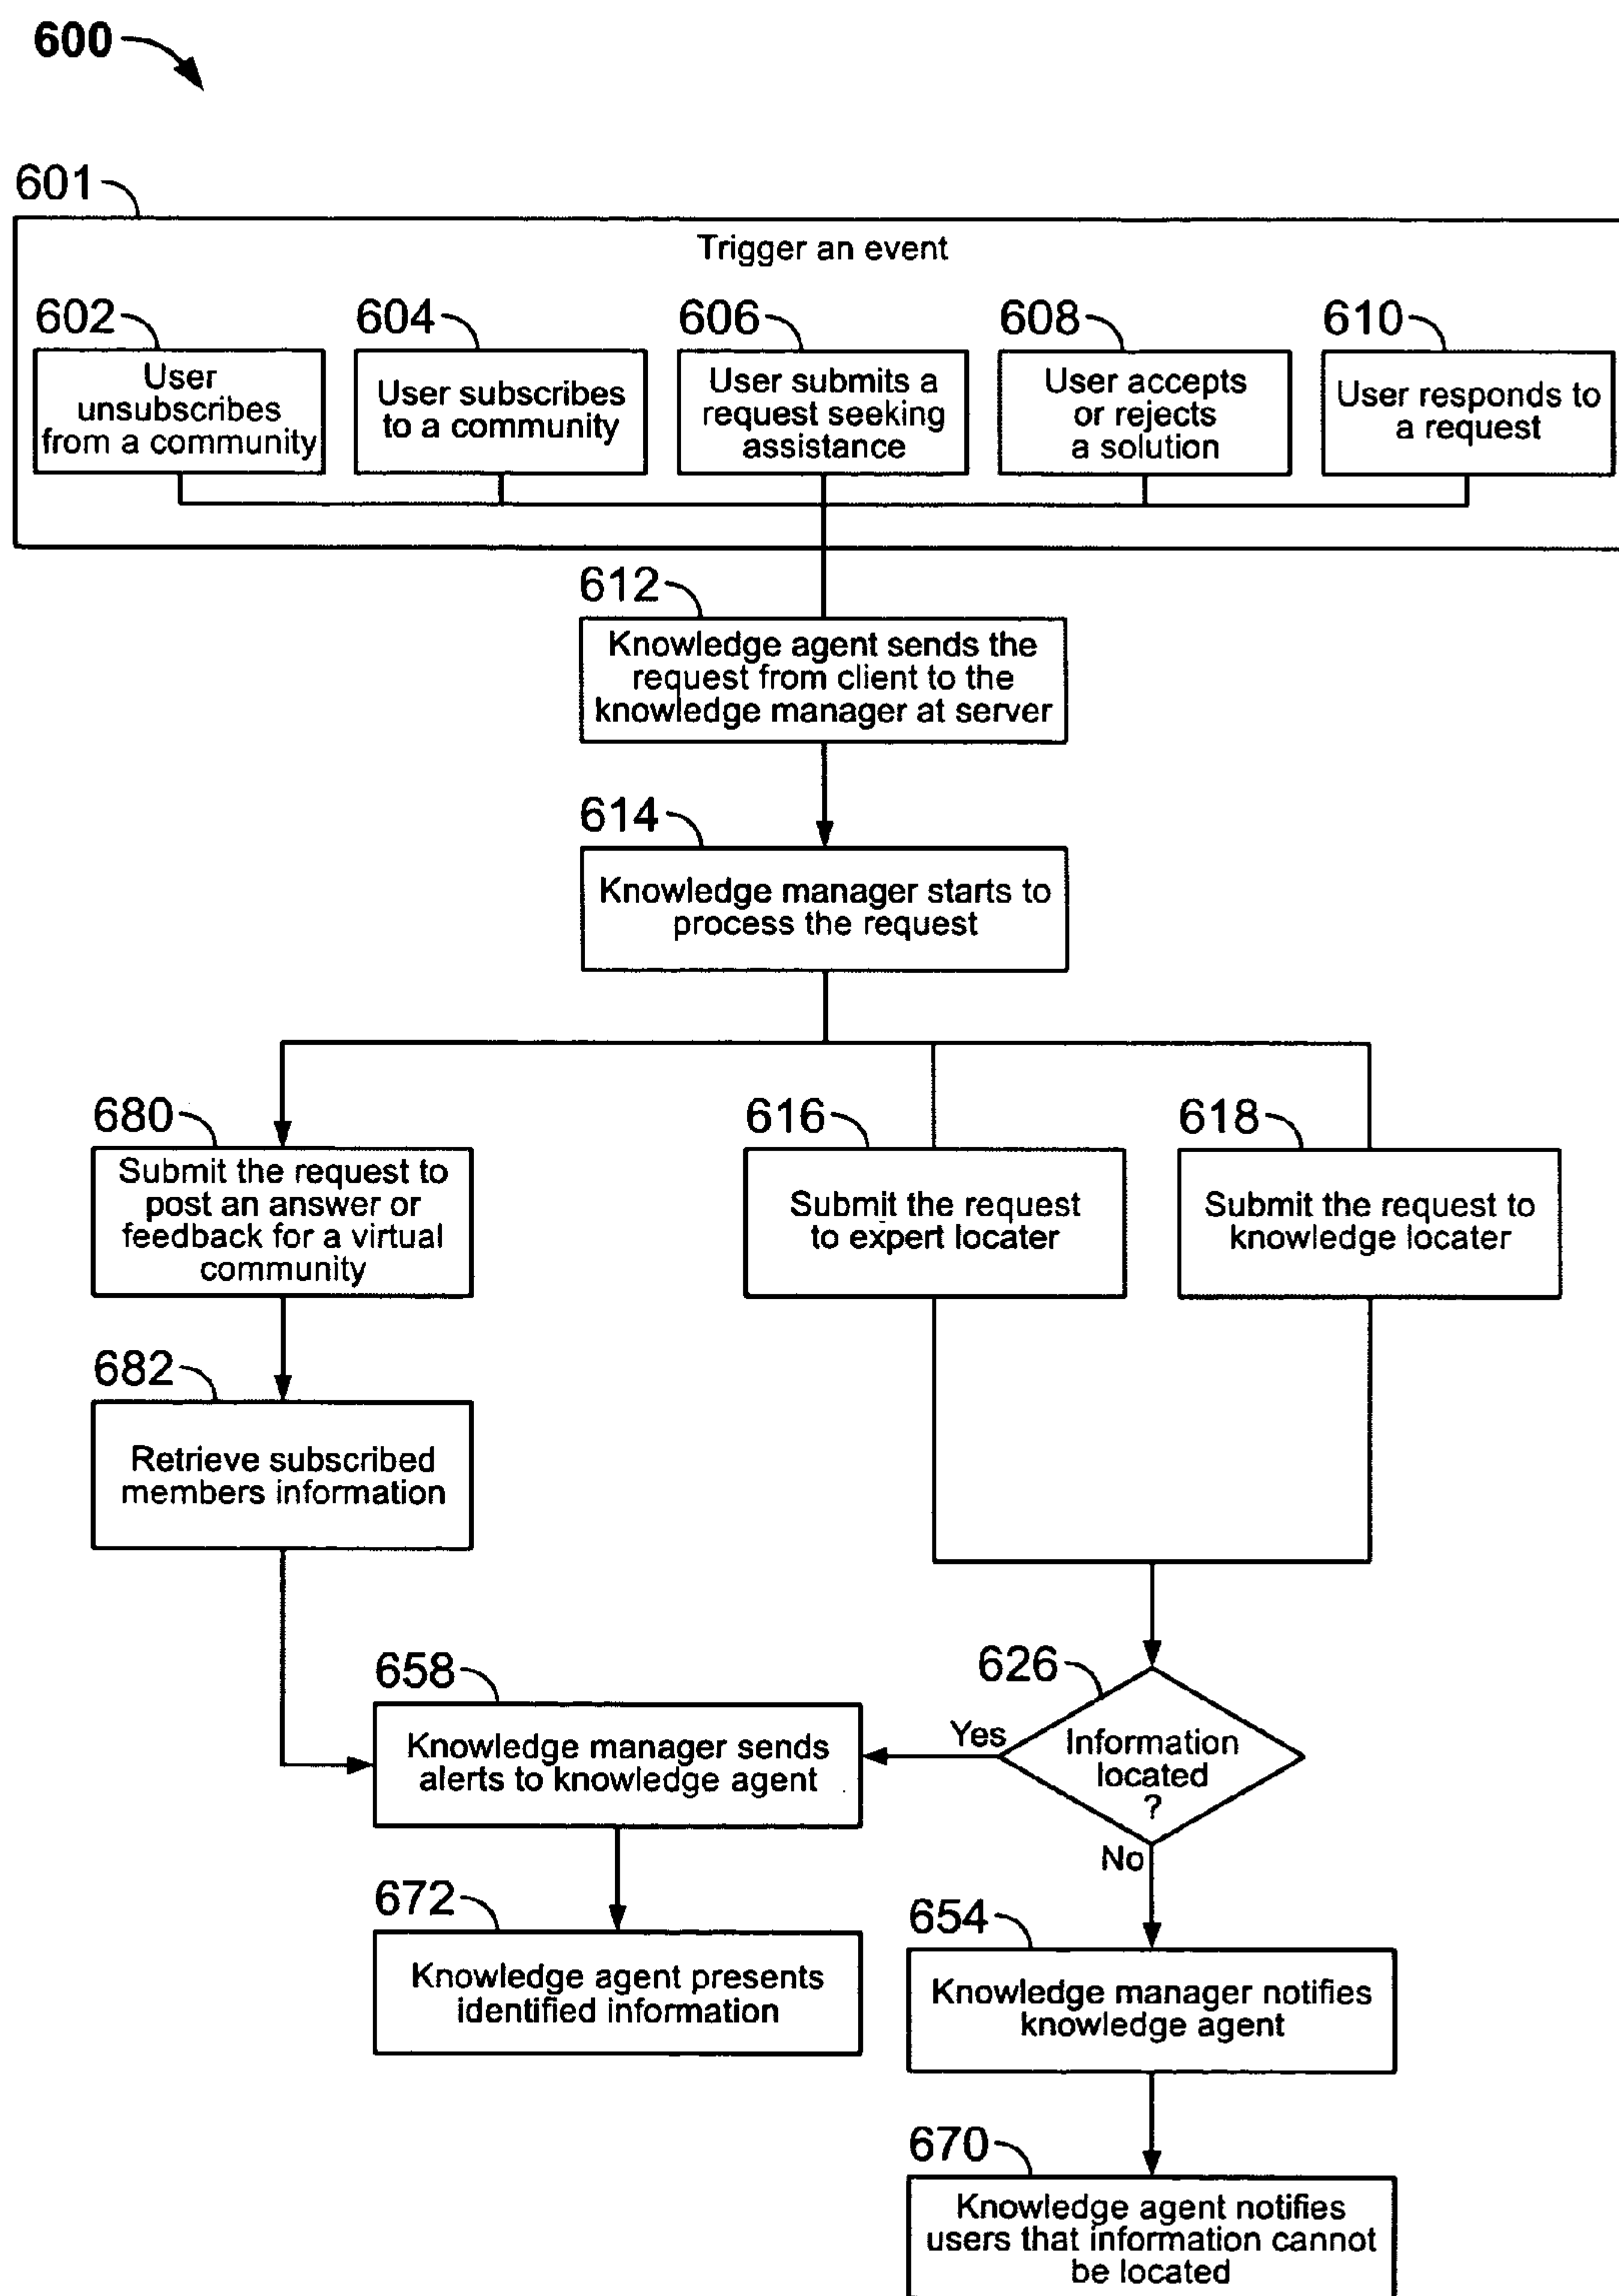 600
601
Trigger an event
602
User
unsubscribes
from a community
604
User subscribes
to a community
606
User submits a
request seeking
assistance
608
User accepts
or rejects
a solution
610
User responds to
a request
612
Knowledge agent sends the
request from client to the
knowledge manager at server
614
Knowledge manager starts to
process the request
680
Submit the request to
post an answer or
feedback for a virtual
community
616
Submit the request
to expert locater
618
Submit the request to
knowledge locater
682
Retrieve subscribed
members information
626
Information
located
?
Yes
No
658
Knowledge manager sends
alerts to knowledge agent
672
Knowledge agent presents
identified information
654
Knowledge manager notifies
knowledge agent
670
Knowledge agent notifies
users that information cannot
be located